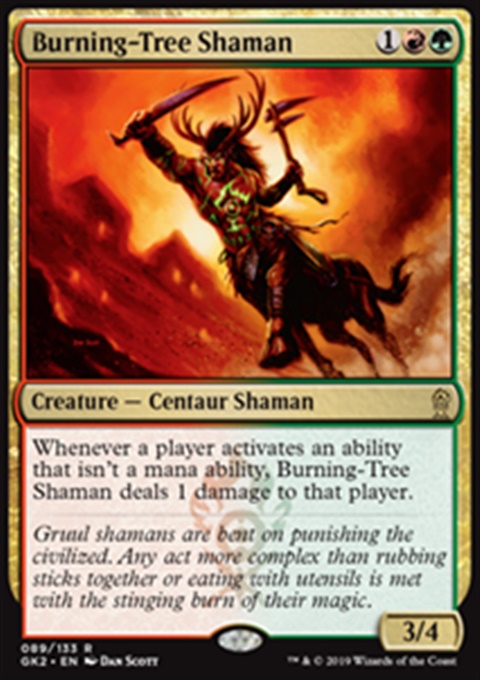 Burning-Tree Shaman 1
Creature — Centaur Shaman
Whenever a player activates an ability
that isn't a mana ability, Burning-Tree
Shaman deals 1 damage to that player.
Gruul shamans are bent on punishing the
civilized. Any act more complex than rubbing
sticks together or eating with utensils is met
with the stinging burn of their magic.
3/4
089/133 R
GK2 • EN Dan Scott
™ & © 2019 Wizards of the Coast